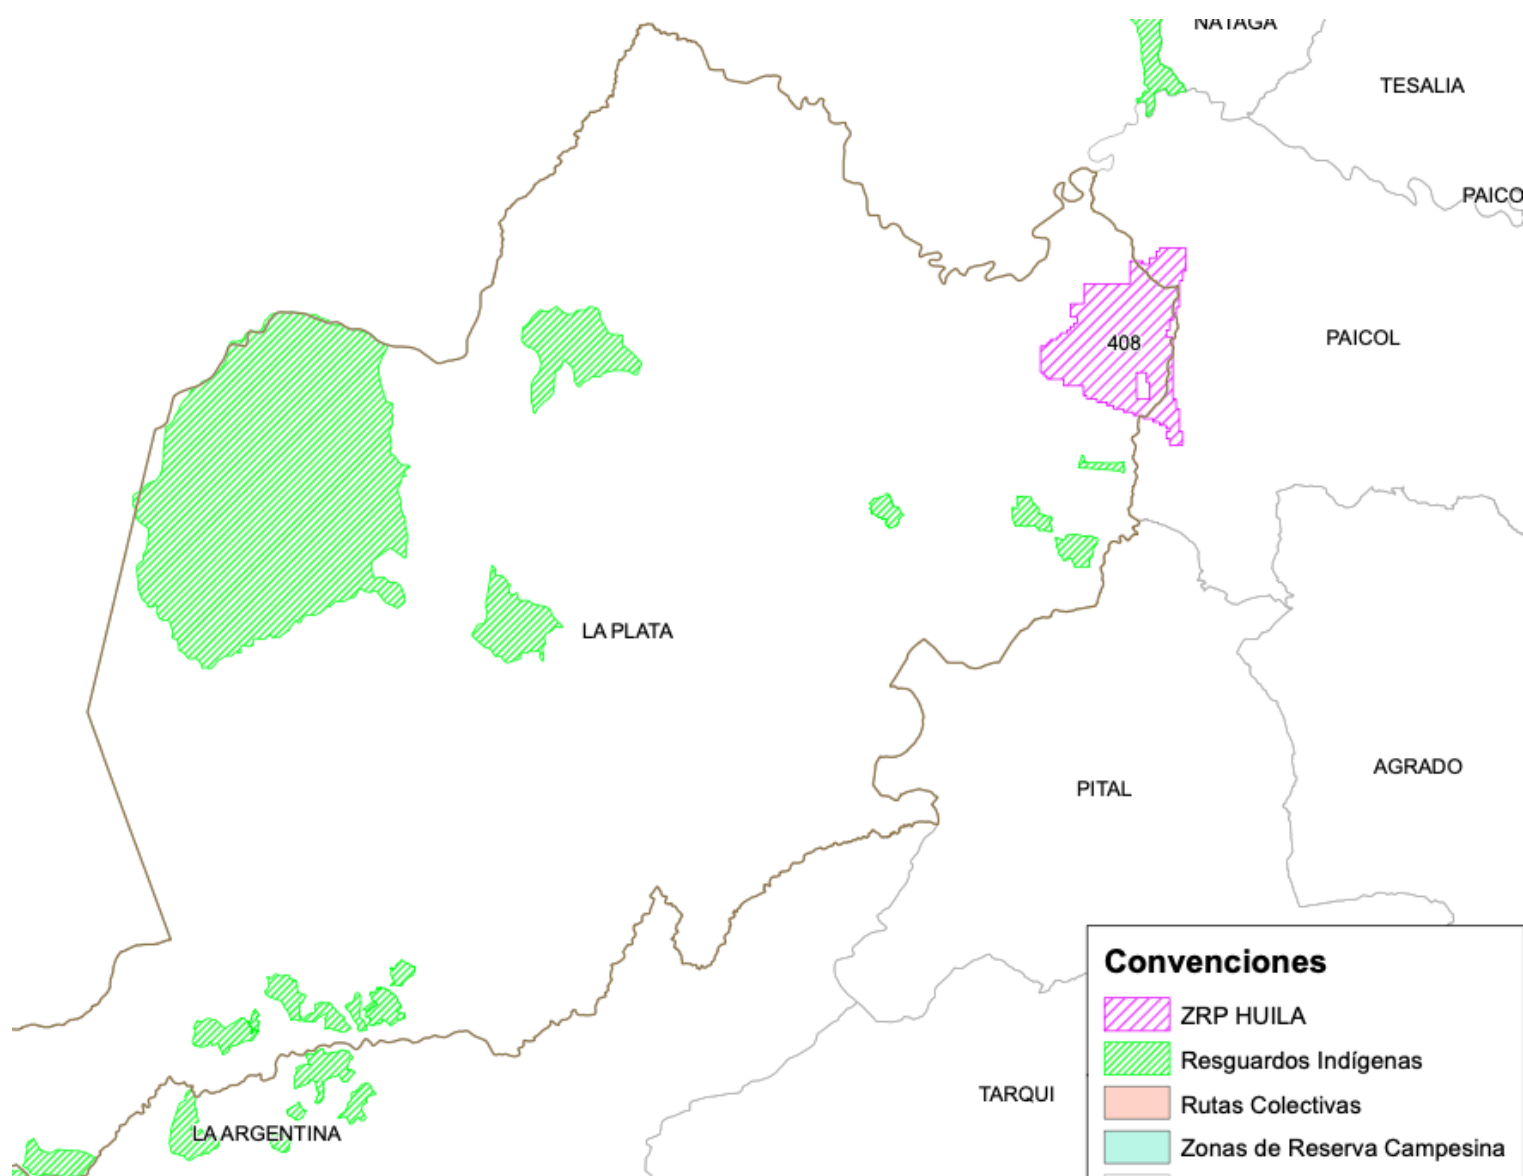 NATAGA
TESALIA
PAICO
PAICOL
408
LA PLATA
AGRADO
PITAL
TARQUI
LA ARGENTINA
Convenciones
ZRP HUILA
Resguardos Indígenas
Rutas Colectivas
Zonas de Reserva Campesina